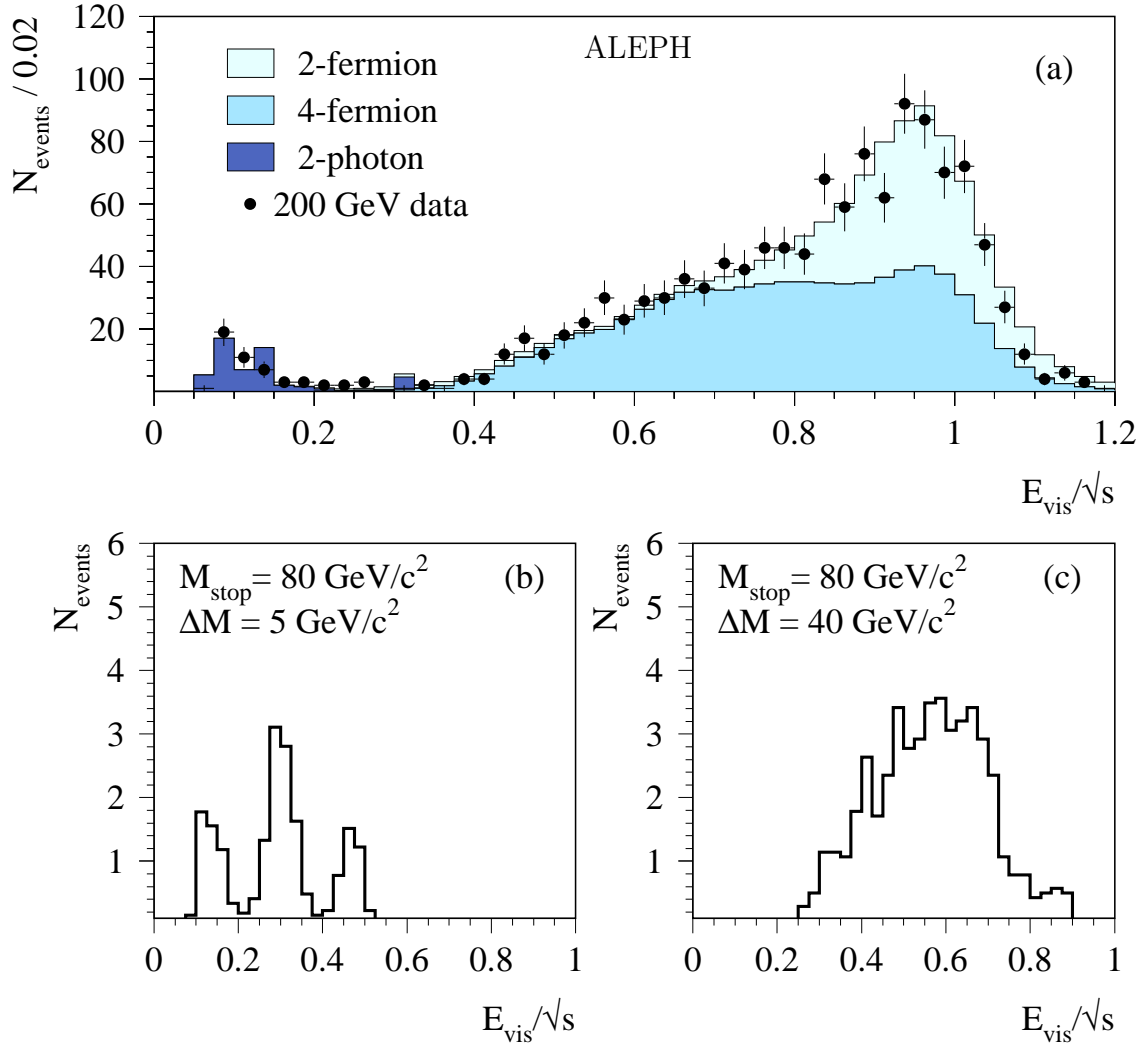 N_events / 0.02
120
100
80
60
40
20
ALEPH
(a)
2-fermion
4-fermion
2-photon
200 GeV data
0 0.2 0.4 0.6 0.8 1 1.2
E_vis/√s
N_events
6
5
4
3
2
1
M_stop= 80 GeV/c²
(b)
ΔM = 5 GeV/c²
0 0.2 0.4 0.6 0.8 1
E_vis/√s
N_events
6
5
4
3
2
1
M_stop= 80 GeV/c²
(c)
ΔM = 40 GeV/c²
0 0.2 0.4 0.6 0.8 1
E_vis/√s